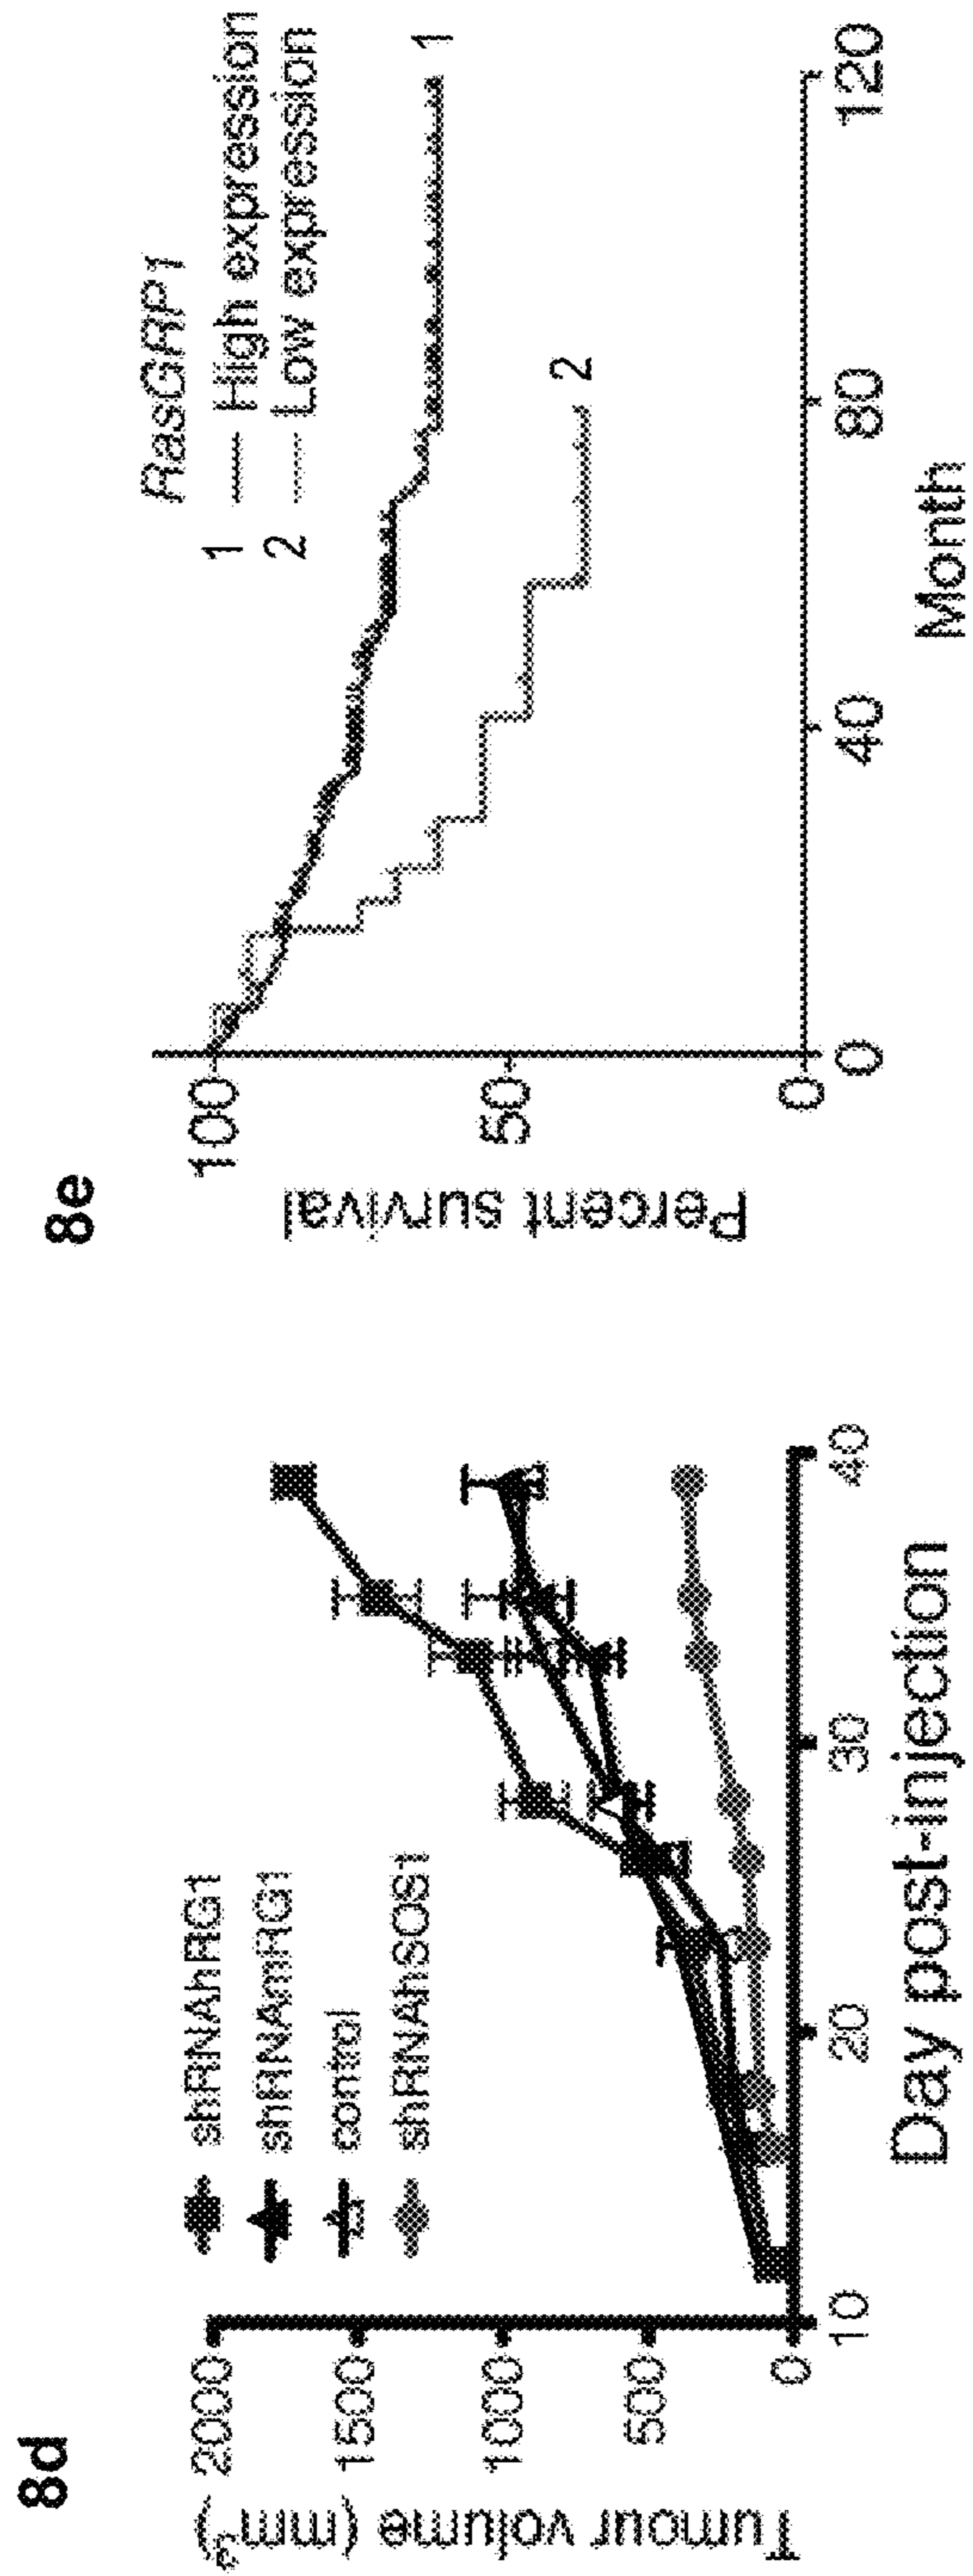 8d
Tumour volume (mm3)
2000
1500
1000
500
0
10
20
30
40
Day post-injection
shRNAhRG1
shRNAmRG1
control
shRNAhSOS1
8e
Percent survival
100
50
0
0
40
80
120
Month
RasGRP1
1 High expression
2 Low expression
1
2